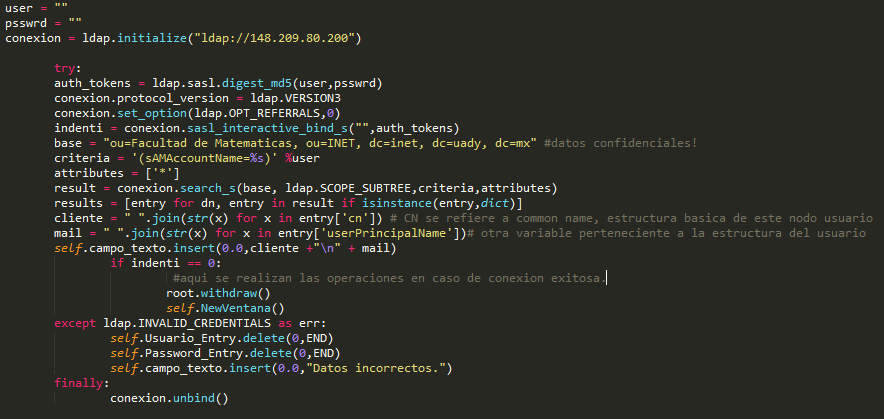 user = ""
psswrd = ""
conexion = ldap.initialize("ldap://148.209.80.200")
try:
auth_tokens = ldap.sasl.digest_md5(user,psswrd)
conexion.protocol_version = ldap.VERSION3
conexion.set_option(ldap.OPT_REFERRALS,0)
indenti = conexion.sasl_interactive_bind_s("",auth_tokens)
base = "ou=Facultad de Matematicas, ou=INET, dc=inet, dc=uady, dc=mx" #datos confidenciales!
criteria = '(sAMAccountName=%s)' %user
attributes = ['*']
result = conexion.search_s(base, ldap.SCOPE_SUBTREE,criteria,attributes)
results = [entry for dn, entry in result if isinstance(entry,dict)]
cliente = " ".join(str(x) for x in entry['cn']) # CN se refiere a common name, estructura basica de este nodo usuario
mail = " ".join(str(x) for x in entry['userPrincipalName'])# otra variable perteneciente a la estructura del usuario
self.campo_texto.insert(0.0,cliente +"\n" + mail)
if indenti == 0:
#aqui se realizan las operaciones en caso de conexion exitosa.
root.withdraw()
self.NewVentana()
except ldap.INVALID_CREDENTIALS as err:
self.Usuario_Entry.delete(0,END)
self.Password_Entry.delete(0,END)
self.campo_texto.insert(0.0,"Datos incorrectos.")
finally:
conexion.unbind()